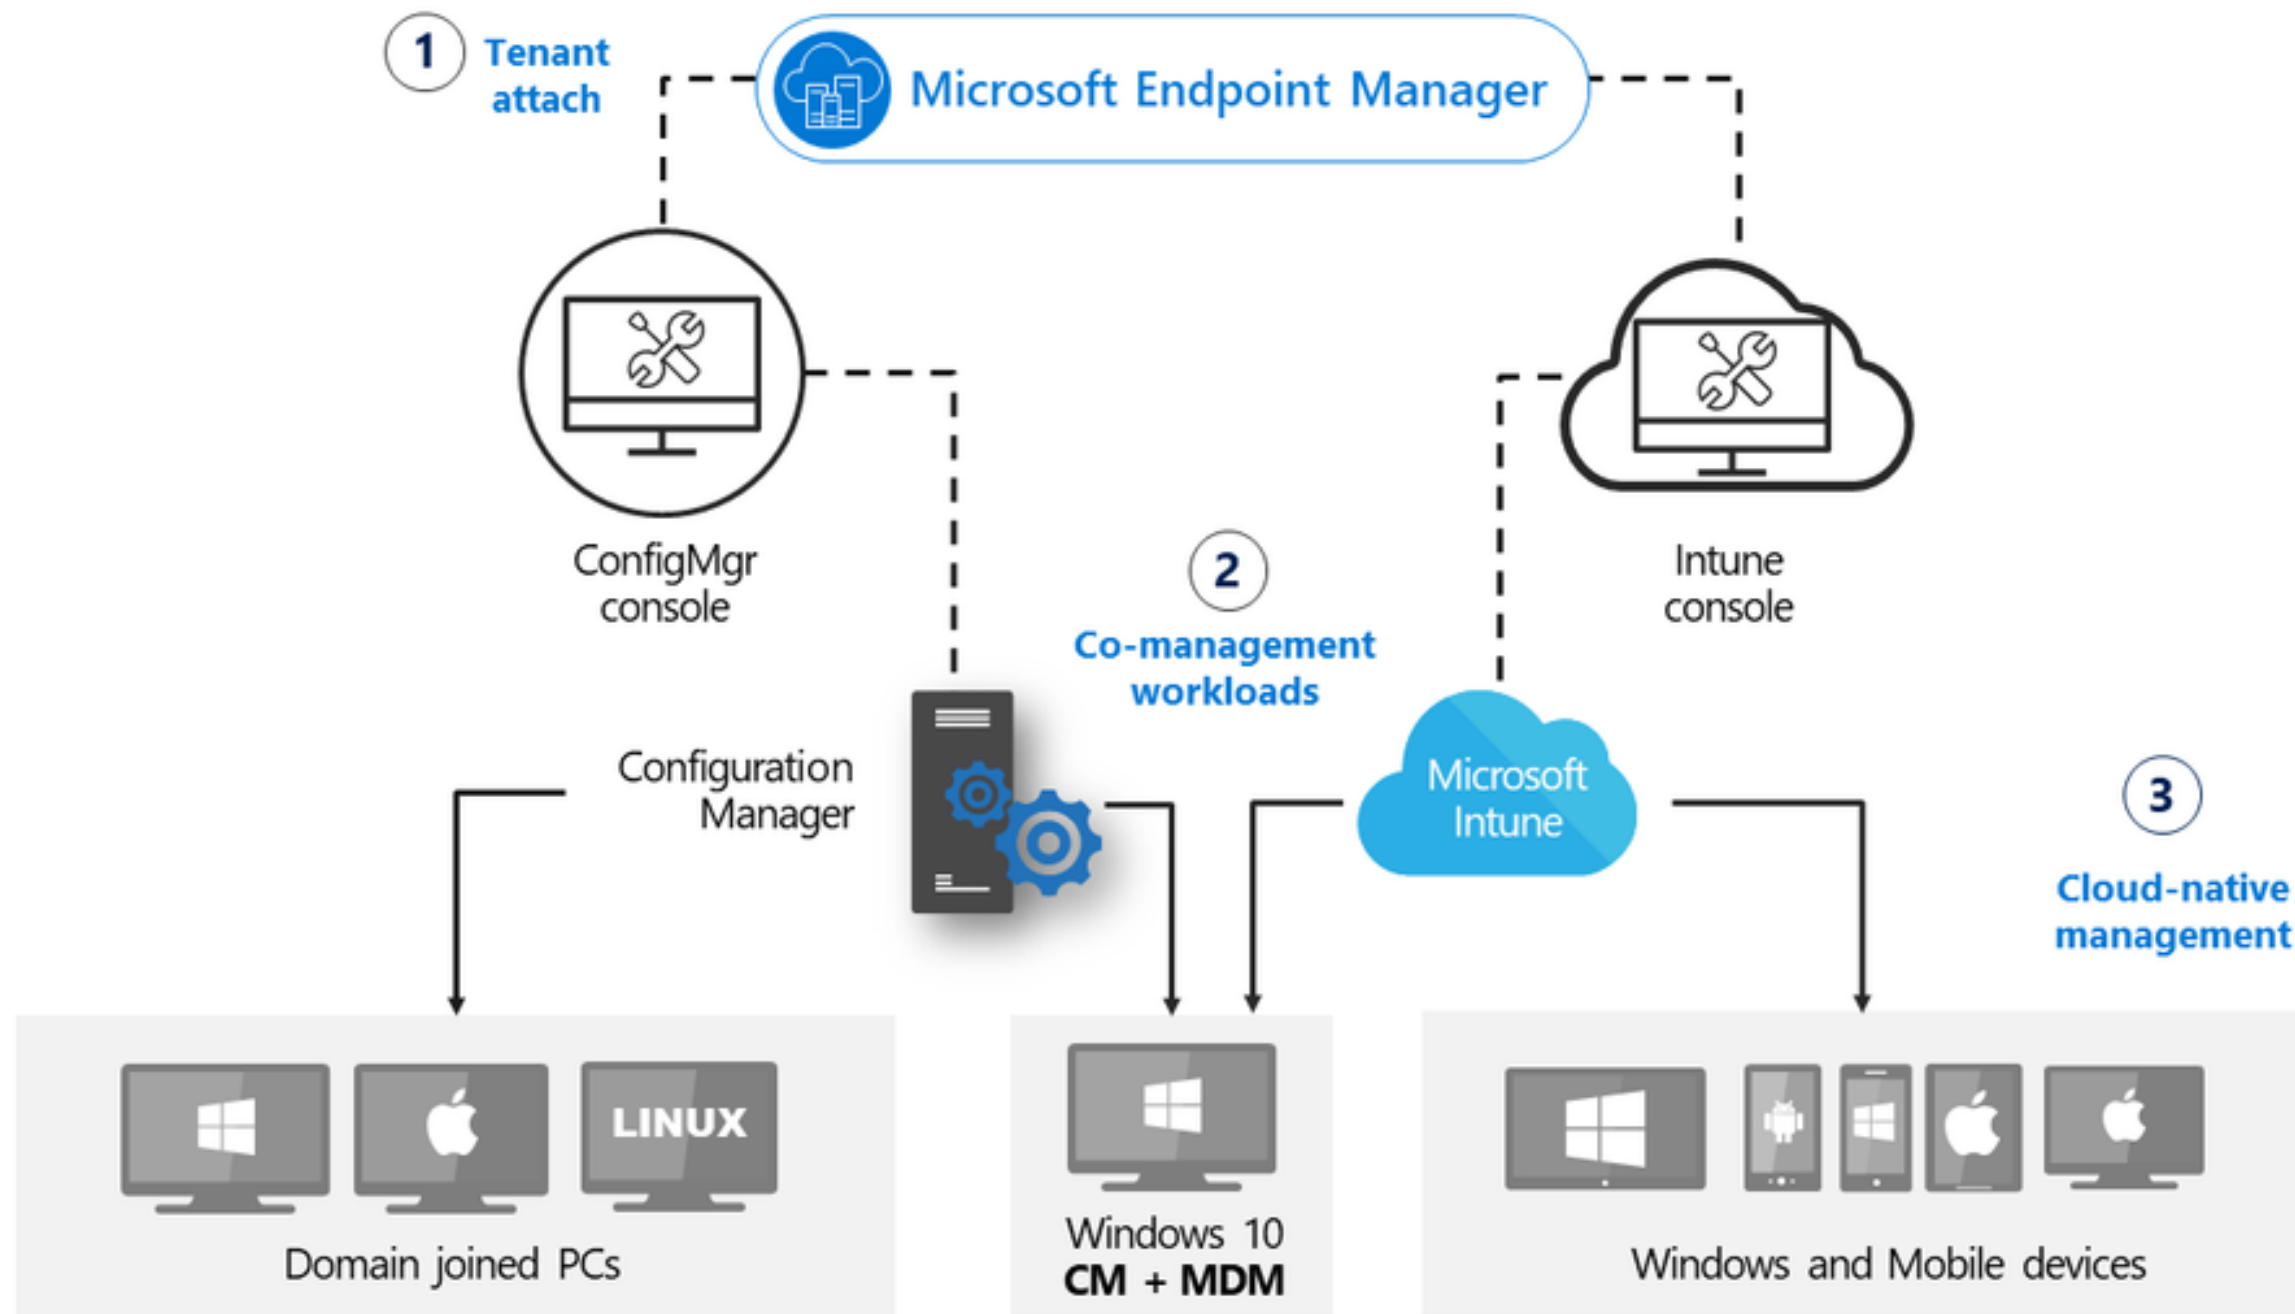 1
Tenant
attach
Microsoft Endpoint Manager
ConfigMgr
console
2
Co-management
workloads
Intune
console
Configuration
Manager
Microsoft
Intune
3
Cloud-native
management
LINUX
Domain joined PCs
Windows 10
CM + MDM
Windows and Mobile devices